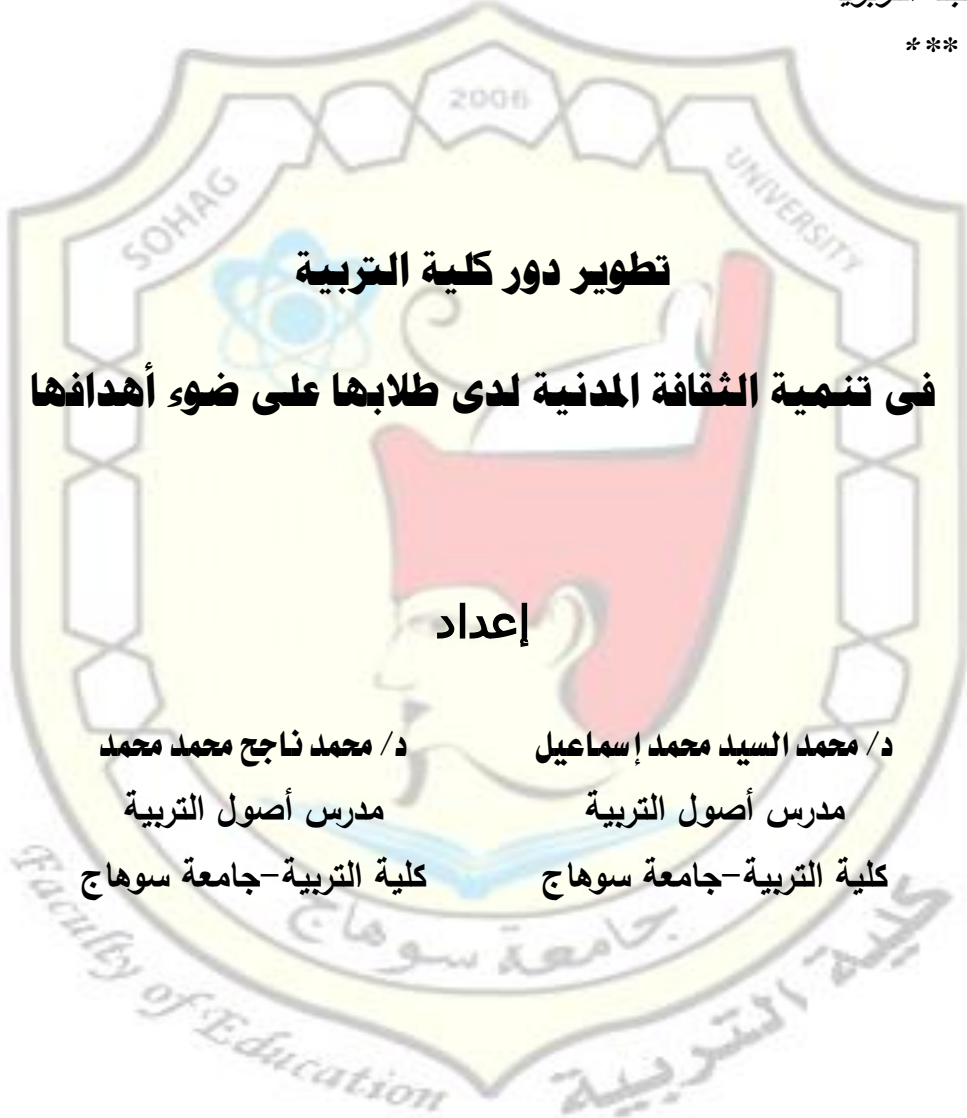 ***
2006
SOHAG UNIVERSITY
تطوير دور كلية التربية
فى تنمية الثقافة المدنية لدى طلابها على ضوء أهدافها
إعداد
د/ محمد السيد محمد إسماعيل
د/ محمد ناجح محمد محمد
مدرس أصول التربية
مدرس أصول التربية
كلية التربية-جامعة سوهاج
كلية التربية-جامعة سوهاج
جامعة سوهاج
Faculty of Education
كلية التربية